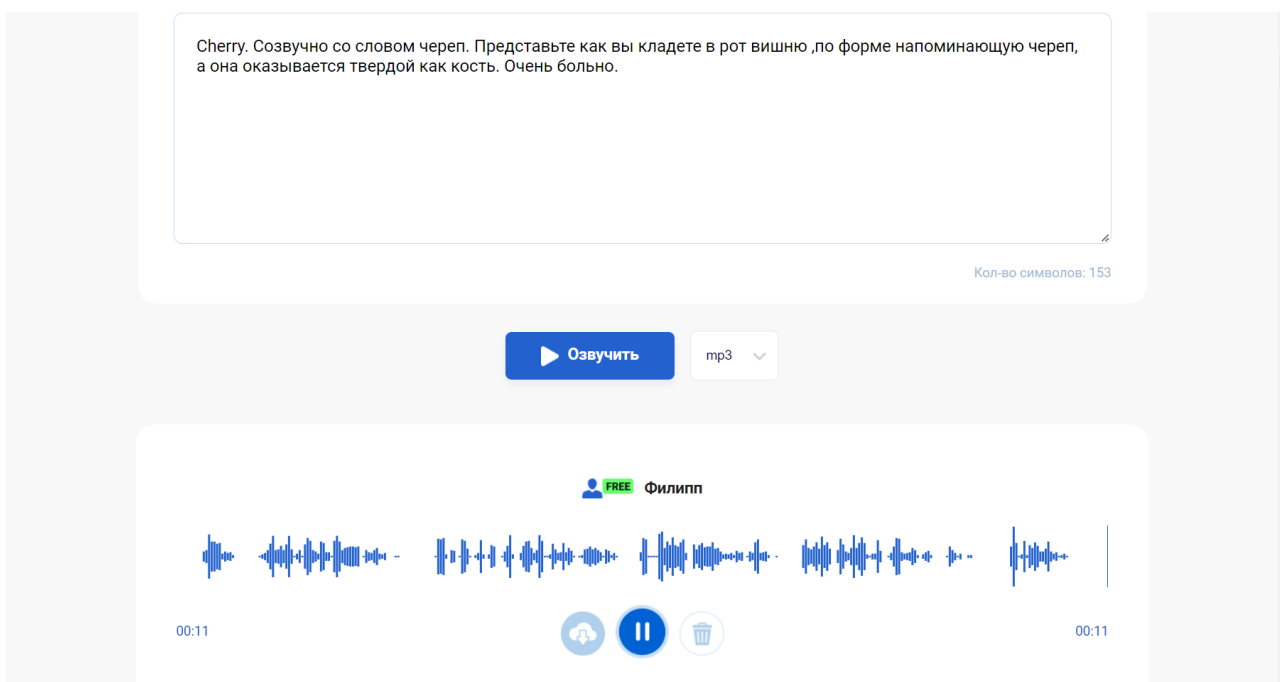 Cherry. Созвучно со словом череп. Представьте как вы кладете в рот вишню ,по форме напоминающую череп,
а она оказывается твердой как кость. Очень больно.
Кол-во символов: 153
Озвучить
mp3
FREE Филипп
00:11
00:11